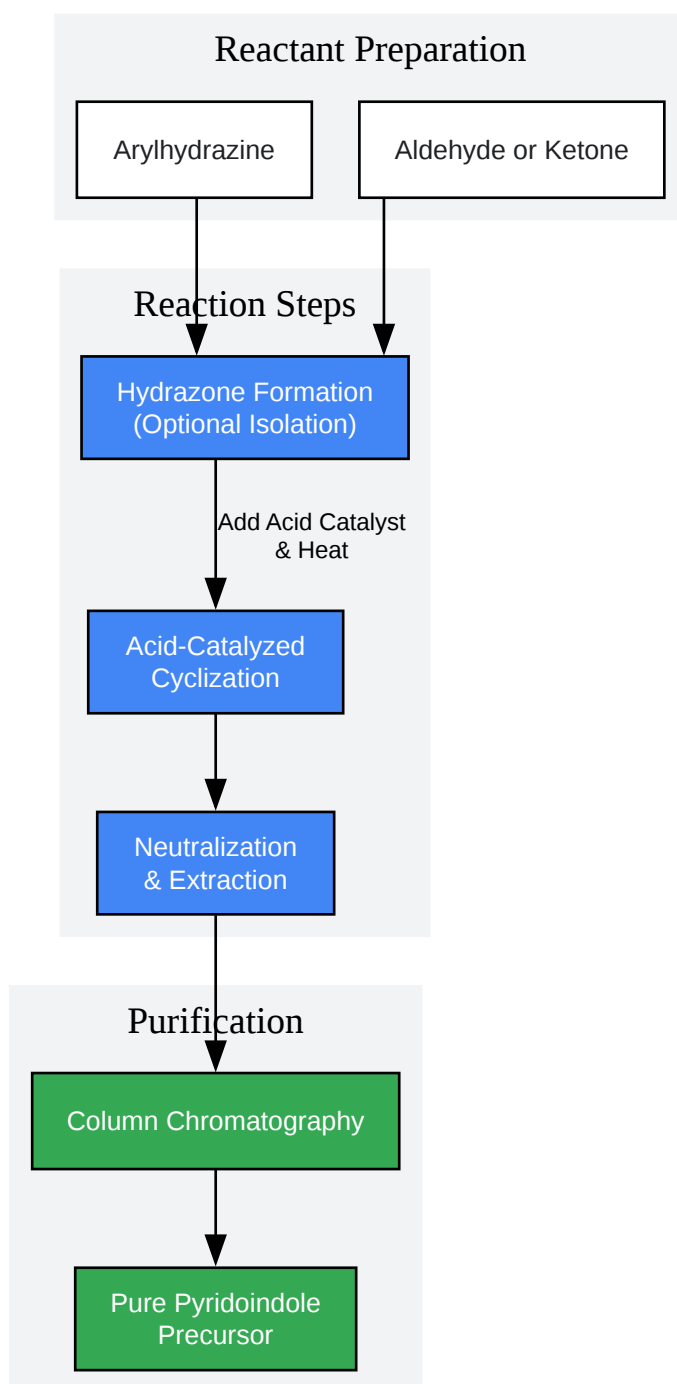 Reactant Preparation
Arylhydrazine
Aldehyde or Ketone
Reaction Steps
Hydrazone Formation
(Optional Isolation)
Add Acid Catalyst
& Heat
Acid-Catalyzed
Cyclization
Neutralization
& Extraction
Purification
Column Chromatography
Pure Pyridoindole
Precursor